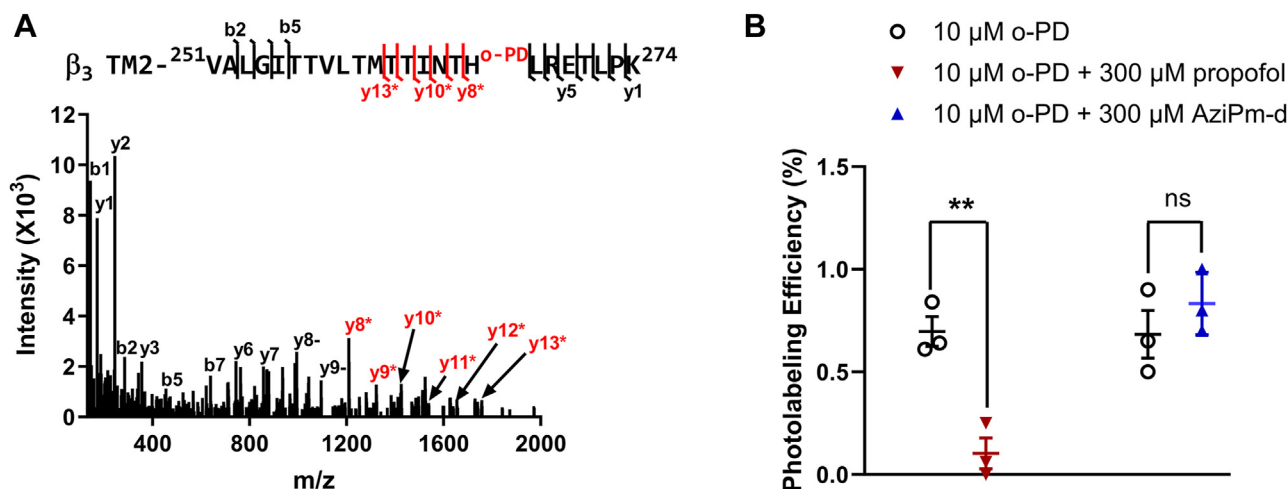 A
b2 b5
β₃ TM2-²⁵¹VALGITTVLTMTTINTHᵒ⁻ᴾᴰLRETLPK²⁷⁴
y13* y10* y8* y5 y1
Intensity (X10³)
12
10
8
6
4
2
0
b1
y1
y2
b2
y3
b5
b7
y6
y7
y8-
y9-
y8*
y9*
y10*
y11*
y12*
y13*
400 800 1200 1600 2000
m/z
B
10 µM o-PD
10 µM o-PD + 300 µM propofol
10 µM o-PD + 300 µM AziPm-d
Photolabeling Efficiency (%)
1.5
1.0
0.5
0.0
**
ns